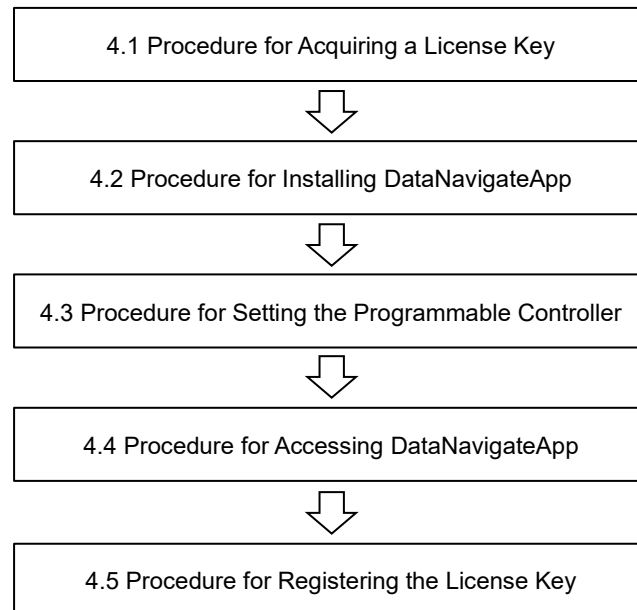 4.1 Procedure for Acquiring a License Key
4.2 Procedure for Installing DataNavigateApp
4.3 Procedure for Setting the Programmable Controller
4.4 Procedure for Accessing DataNavigateApp
4.5 Procedure for Registering the License Key